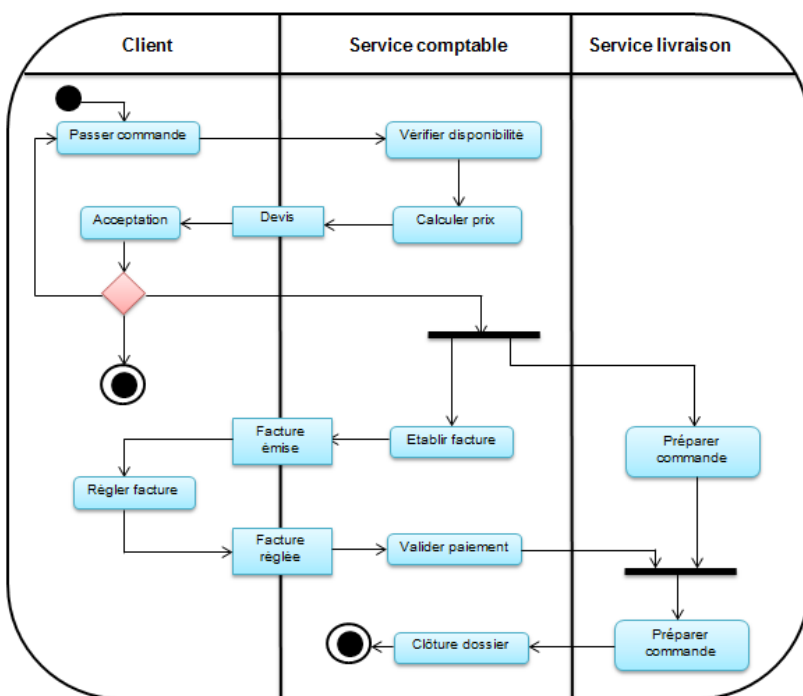 Client
Service comptable
Service livraison
Passer commande
Vérifier disponibilité
Acceptation
Devis
Calculer prix
Facture
émise
Etablir facture
Préparer
commande
Règler facture
Facture
règlée
Valider paiement
Clôture dossier
Préparer
commande